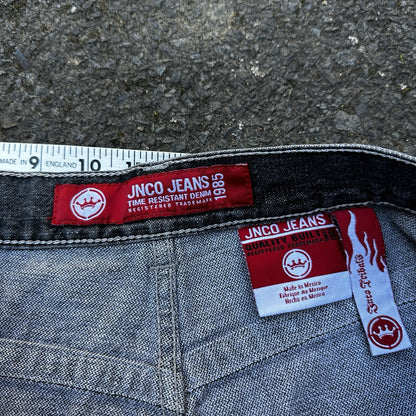 MADE IN 9 ENGLAND 10
JNCO JEANS
TIME RESISTANT DENIM
REGISTERED TRADEMARK
1985
JNCO JEANS
QUALITY BUILT
Made in Mexico
Fabrique Au Mexique
Hecho en Mexico